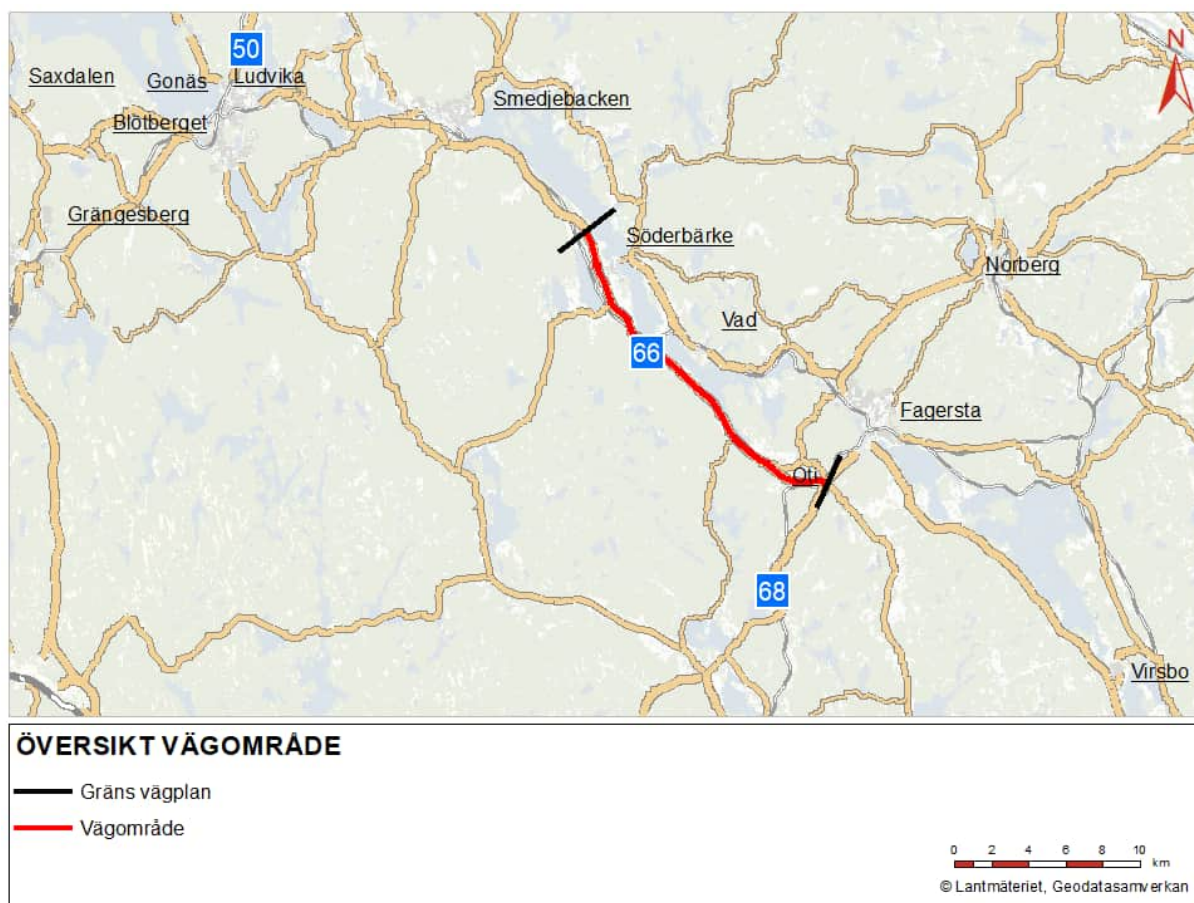 50
N
Saxdalen
Gonäs
Ludvika
Smedjebacken
Blötberget
Grängesberg
Söderbärke
Norberg
Vad
66
Fagersta
Oti
68
Virsbo
ÖVERSIKT VÄGOMRÅDE
Gräns vägplan
Vägområde
0 2 4 6 8 10
km
© Lantmäteriet, Geodatasamverkan